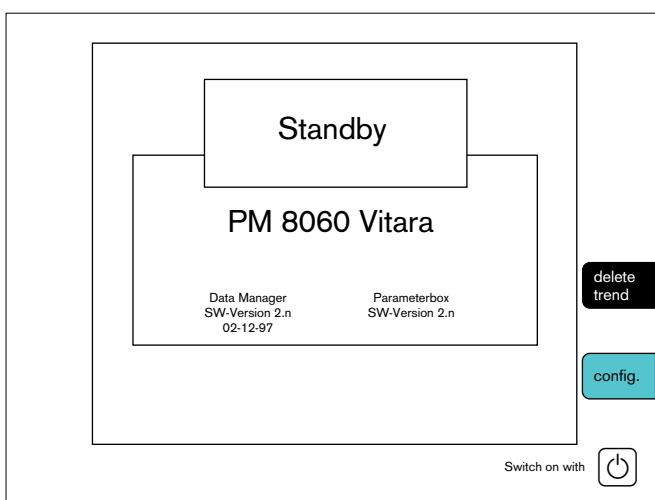 Standby
PM 8060 Vitara
Data Manager
SW-Version 2.n
02-12-97
Parameterbox
SW-Version 2.n
delete
trend
config.
Switch on with